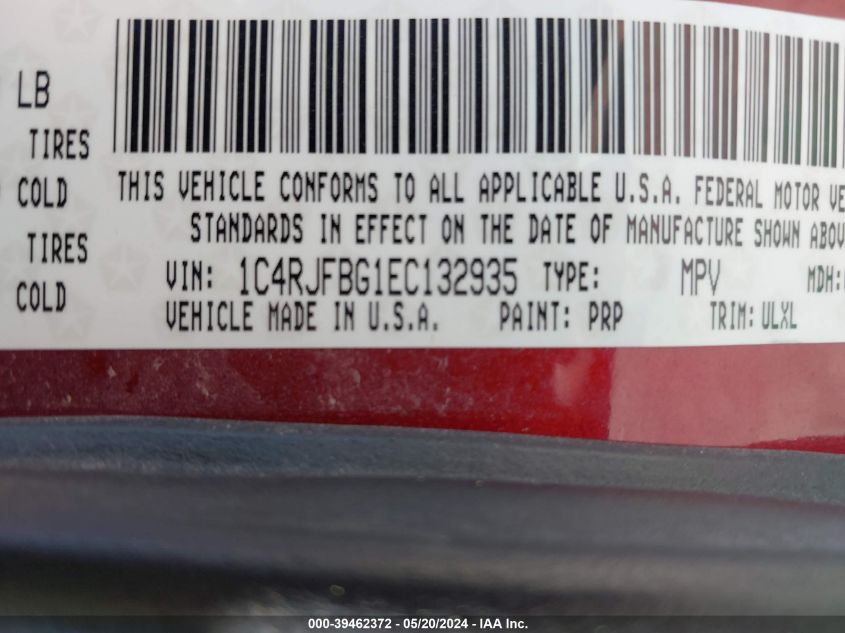 LB
TIRES
COLD
TIRES
COLD
THIS VEHICLE CONFORMS TO ALL APPLICABLE U.S.A. FEDERAL MOTOR VE
STANDARDS IN EFFECT ON THE DATE OF MANUFACTURE SHOWN ABOV
VIN: 1C4RJFBG1EC132935 TYPE: MPV MDH:
VEHICLE MADE IN U.S.A. PAINT: PRP TRIM: ULXL
000-39462372 - 05/20/2024 - IAA Inc.